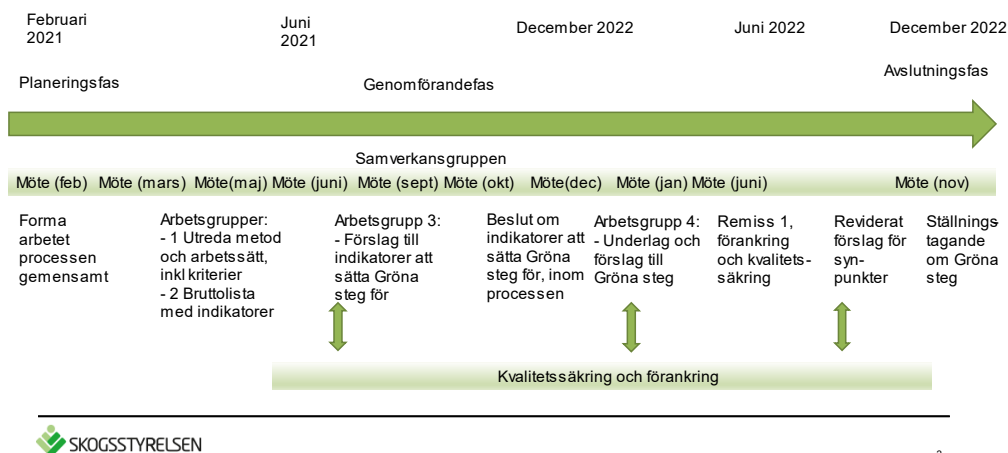 Februari
2021
Juni
2021
December 2022
Juni 2022
December 2022
Planeringsfas
Genomförandefas
Avslutningsfas
Samverkansgruppen
Möte (feb)
Möte (mars)
Möte(maj)
Möte (juni)
Möte (sept)
Möte (okt)
Möte(dec)
Möte (jan)
Möte (juni)
Möte (nov)
Forma
arbetet
processen
gemensamt
Arbetsgrupper:
- 1 Utreda metod
och arbetssätt,
inkl kriterier
- 2 Bruttolista
med indikatorer
Arbetsgrupp 3:
- Förslag till
indikatorer att
sätta Gröna
steg för
Beslut om
indikatorer att
sätta Gröna
steg för, inom
processen
Arbetsgrupp 4:
- Underlag och
förslag till
Gröna steg
Remiss 1,
förankring
och kvalitets-
säkring
Reviderat
förslag för
syn-
punkter
Ställnings-
tagande
om Gröna
steg
Kvalitetssäkring och förankring
SKOGSSTYRELSEN